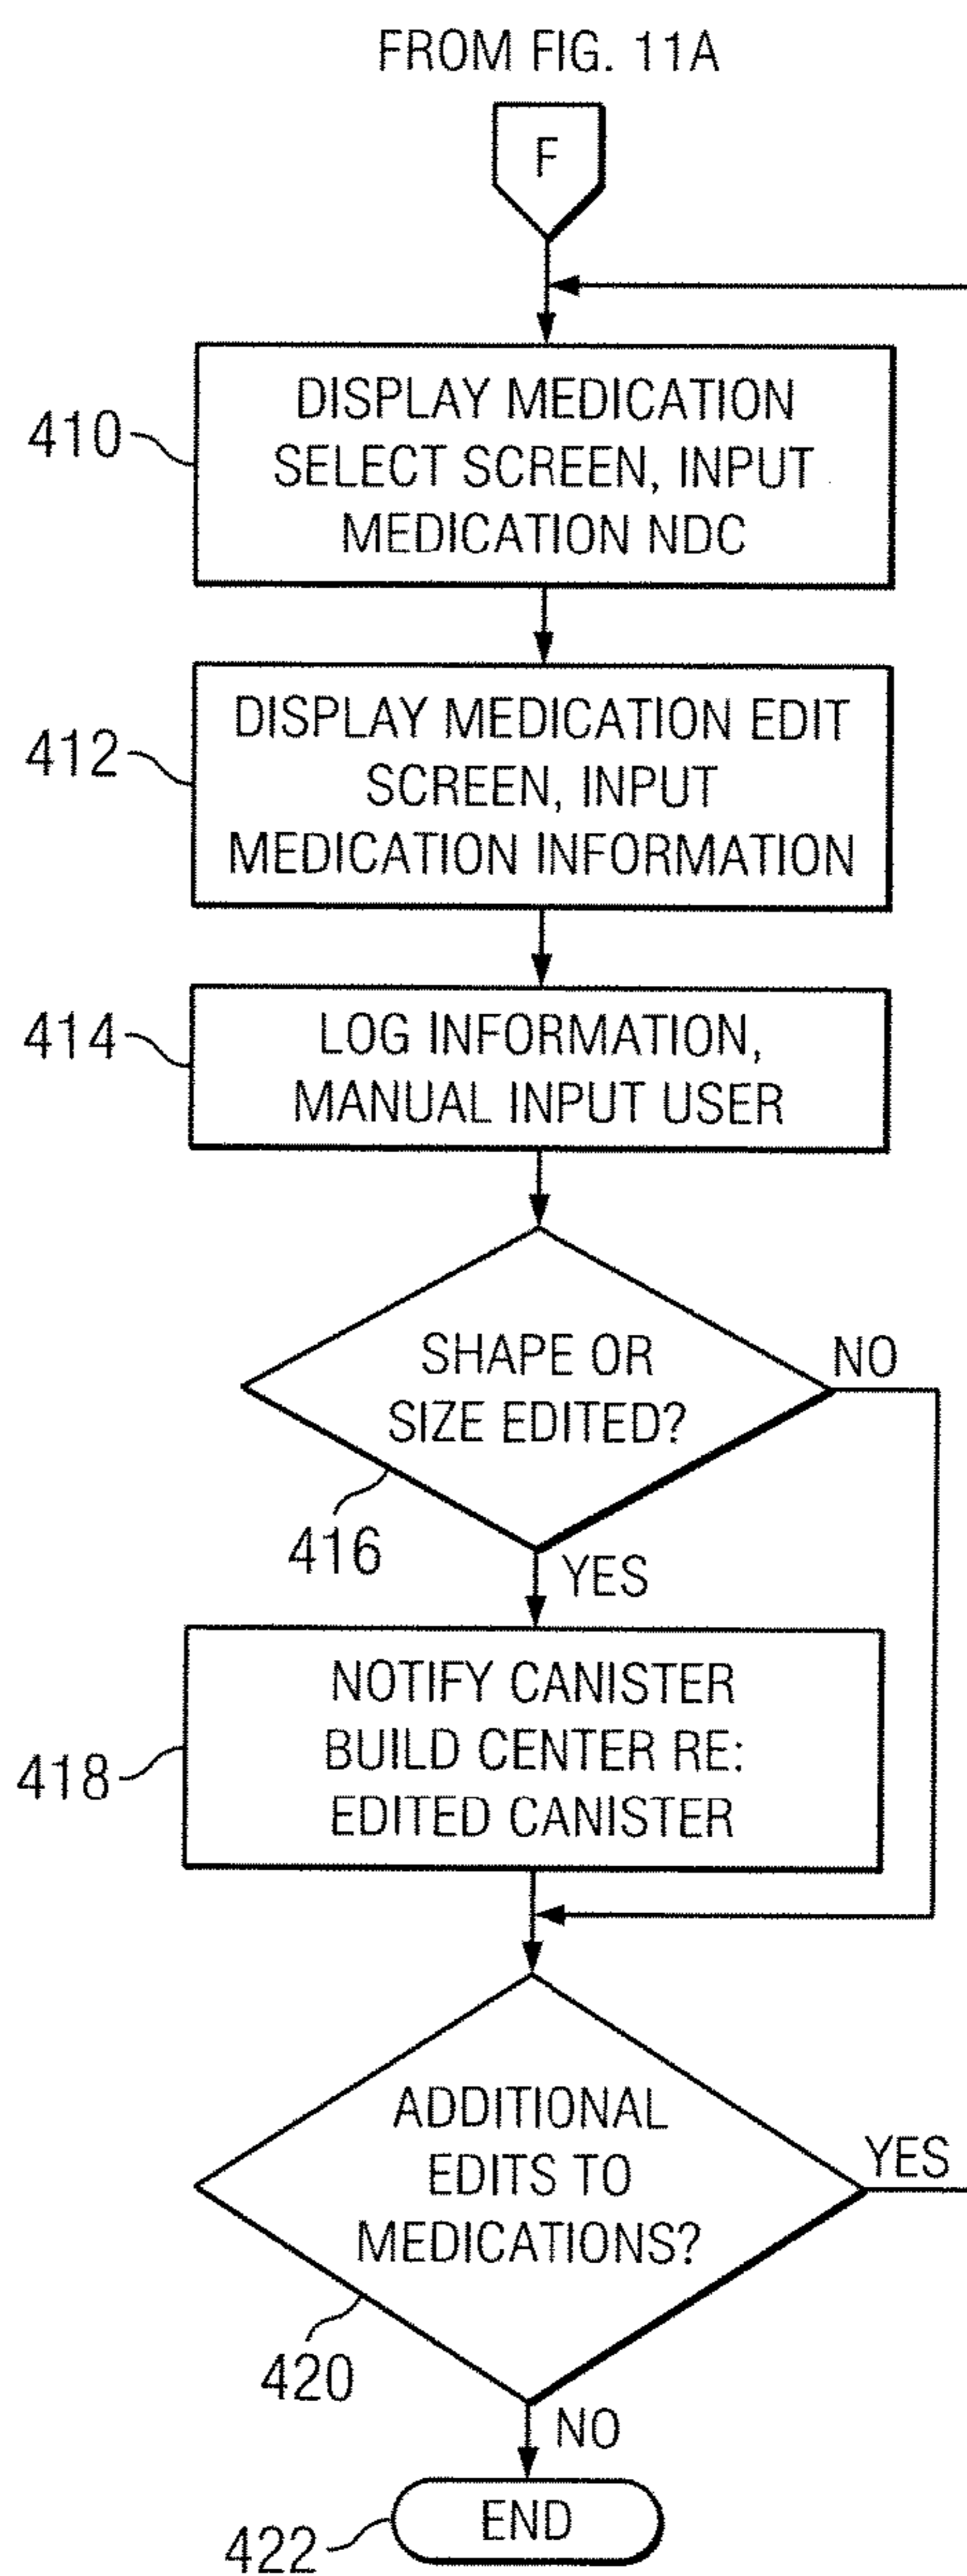 FROM FIG. 11A
F
410
DISPLAY MEDICATION
SELECT SCREEN, INPUT
MEDICATION NDC
412
DISPLAY MEDICATION EDIT
SCREEN, INPUT
MEDICATION INFORMATION
414
LOG INFORMATION,
MANUAL INPUT USER
SHAPE OR
SIZE EDITED?
NO
416
YES
418
NOTIFY CANISTER
BUILD CENTER RE:
EDITED CANISTER
ADDITIONAL
EDITS TO
MEDICATIONS?
YES
420
NO
422
END